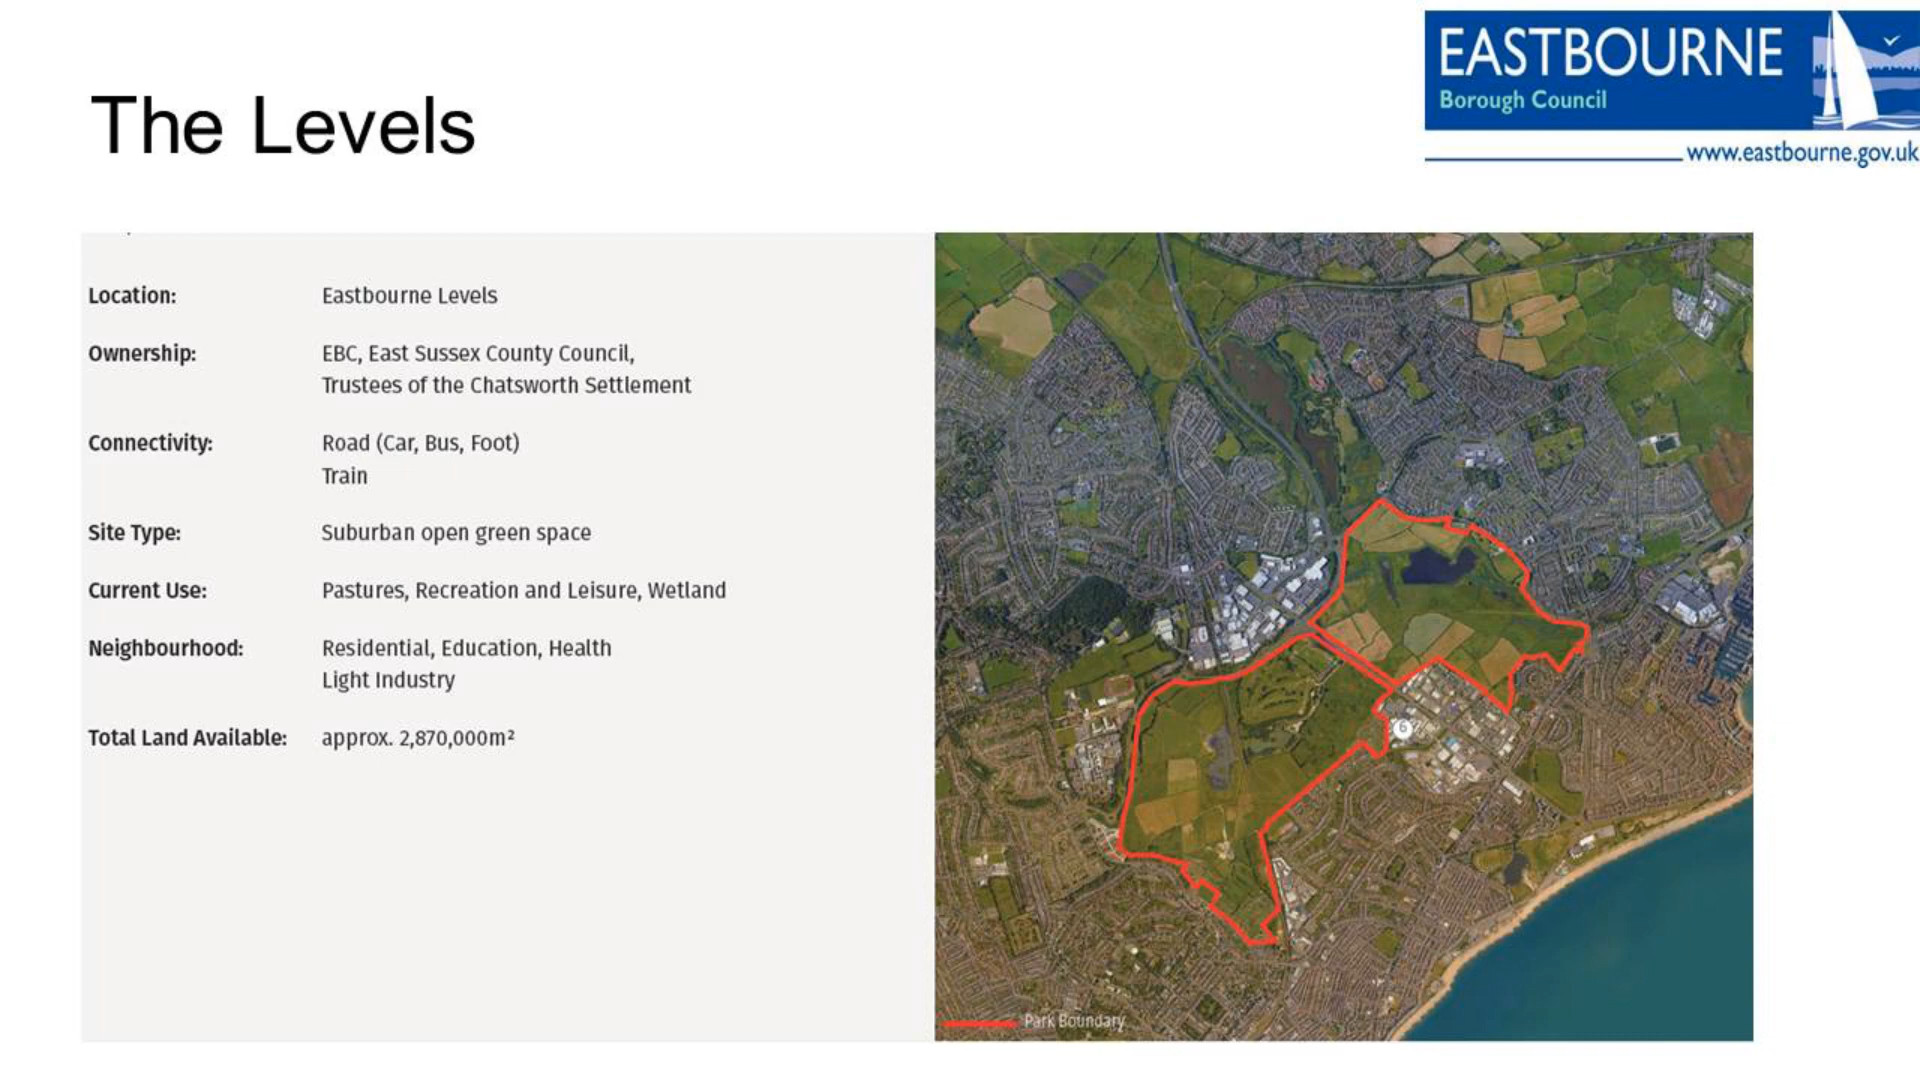 The Levels
EASTBOURNE
Borough Council
www.eastbourne.gov.uk
Location: Eastbourne Levels
Ownership: EBC, East Sussex County Council,
Trustees of the Chatsworth Settlement
Connectivity: Road (Car, Bus, Foot)
Train
Site Type: Suburban open green space
Current Use: Pastures, Recreation and Leisure, Wetland
Neighbourhood: Residential, Education, Health
Light Industry
Total Land Available: approx. 2,870,000m²
6
Park Boundary